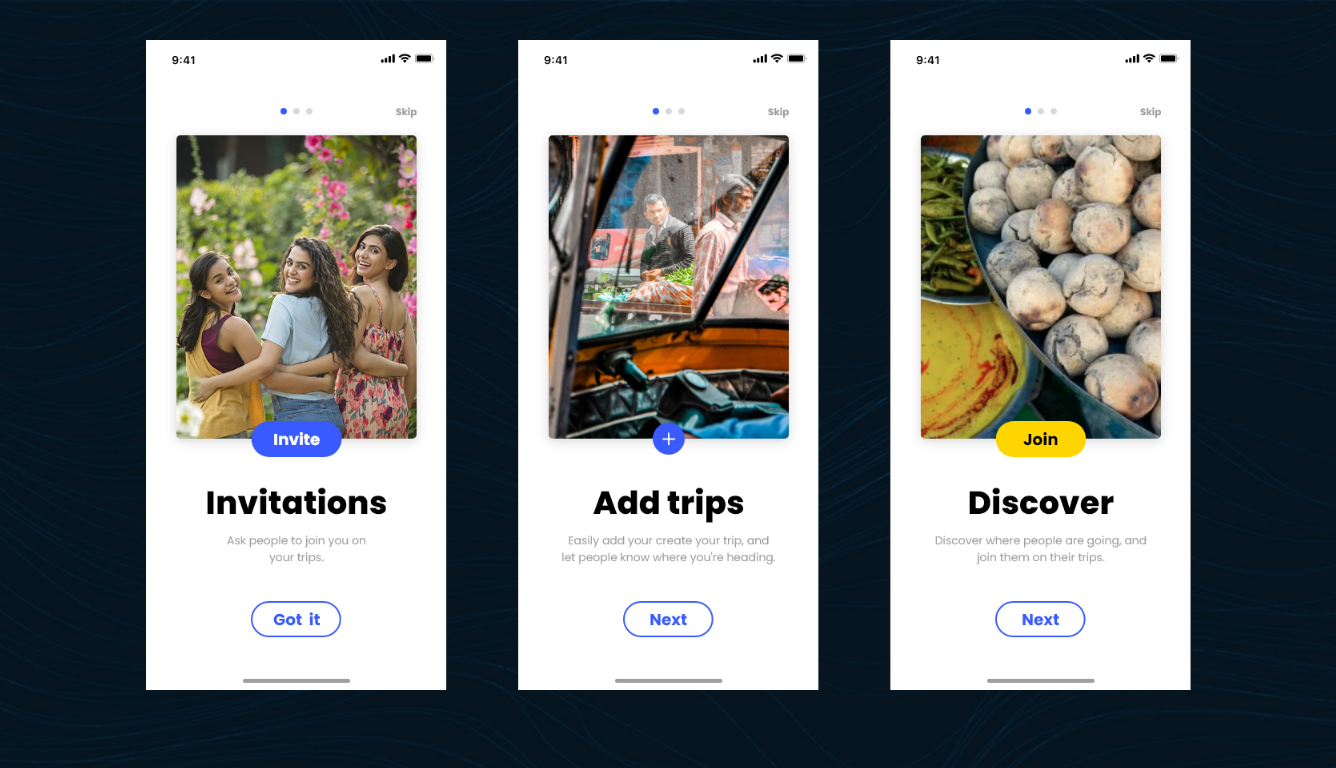 9:41
Skip
Invite
Invitations
Ask people to join you on
your trips.
Got it
9:41
Skip
Add trips
Easily add your create your trip, and
let people know where you're heading.
Next
9:41
Skip
Join
Discover
Discover where people are going, and
join them on their trips.
Next